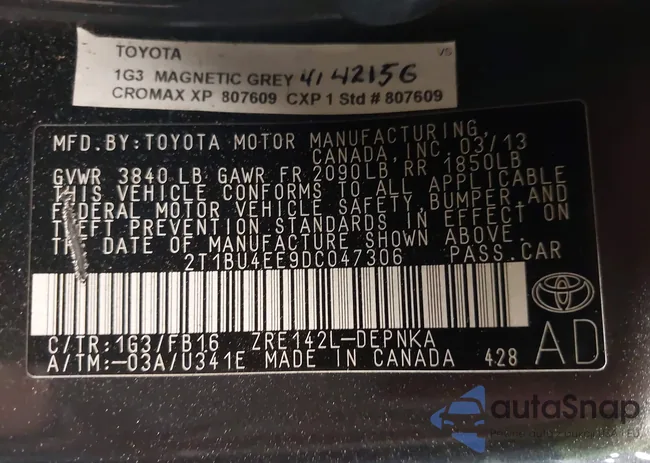 TOYOTA V5
1G3 MAGNETIC GREY 4142156
CROMAX XP 807609 CXP 1 Std # 807609
MFD. BY: TOYOTA MOTOR MANUFACTURING,
CANADA, INC. 03/13
GVWR 3840 LB GAWR FR 2090LB RR 1850LB
THIS VEHICLE CONFORMS TO ALL APPLICABLE
FEDERAL MOTOR VEHICLE SAFETY, BUMPER, AND
THEFT PREVENTION STANDARDS IN EFFECT ON
THE DATE OF MANUFACTURE SHOWN ABOVE.
2T1BU4EE9DC047306 PASS. CAR
C/TR:1G3/FB16 ZRE142L-DEPNKA
A/TM:-03A/U341E MADE IN CANADA 428
AD
autoSnap